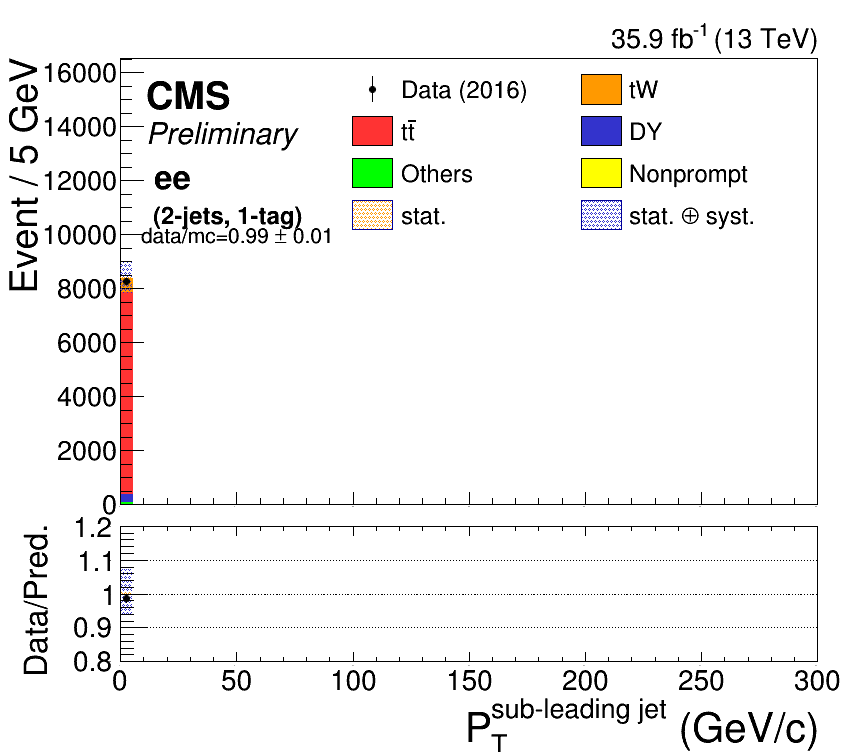 35.9 fb⁻¹ (13 TeV)
Event / 5 GeV
16000
14000
12000
10000
8000
6000
4000
2000
0
CMS
Preliminary
ee
(2-jets, 1-tag)
data/mc=0.99 ± 0.01
Data (2016)
tW
tt̄
DY
Others
Nonprompt
stat.
stat. ⊕ syst.
Data/Pred.
1.2
1.1
1
0.9
0.8
0 50 100 150 200 250 300
P_T^sub-leading jet (GeV/c)